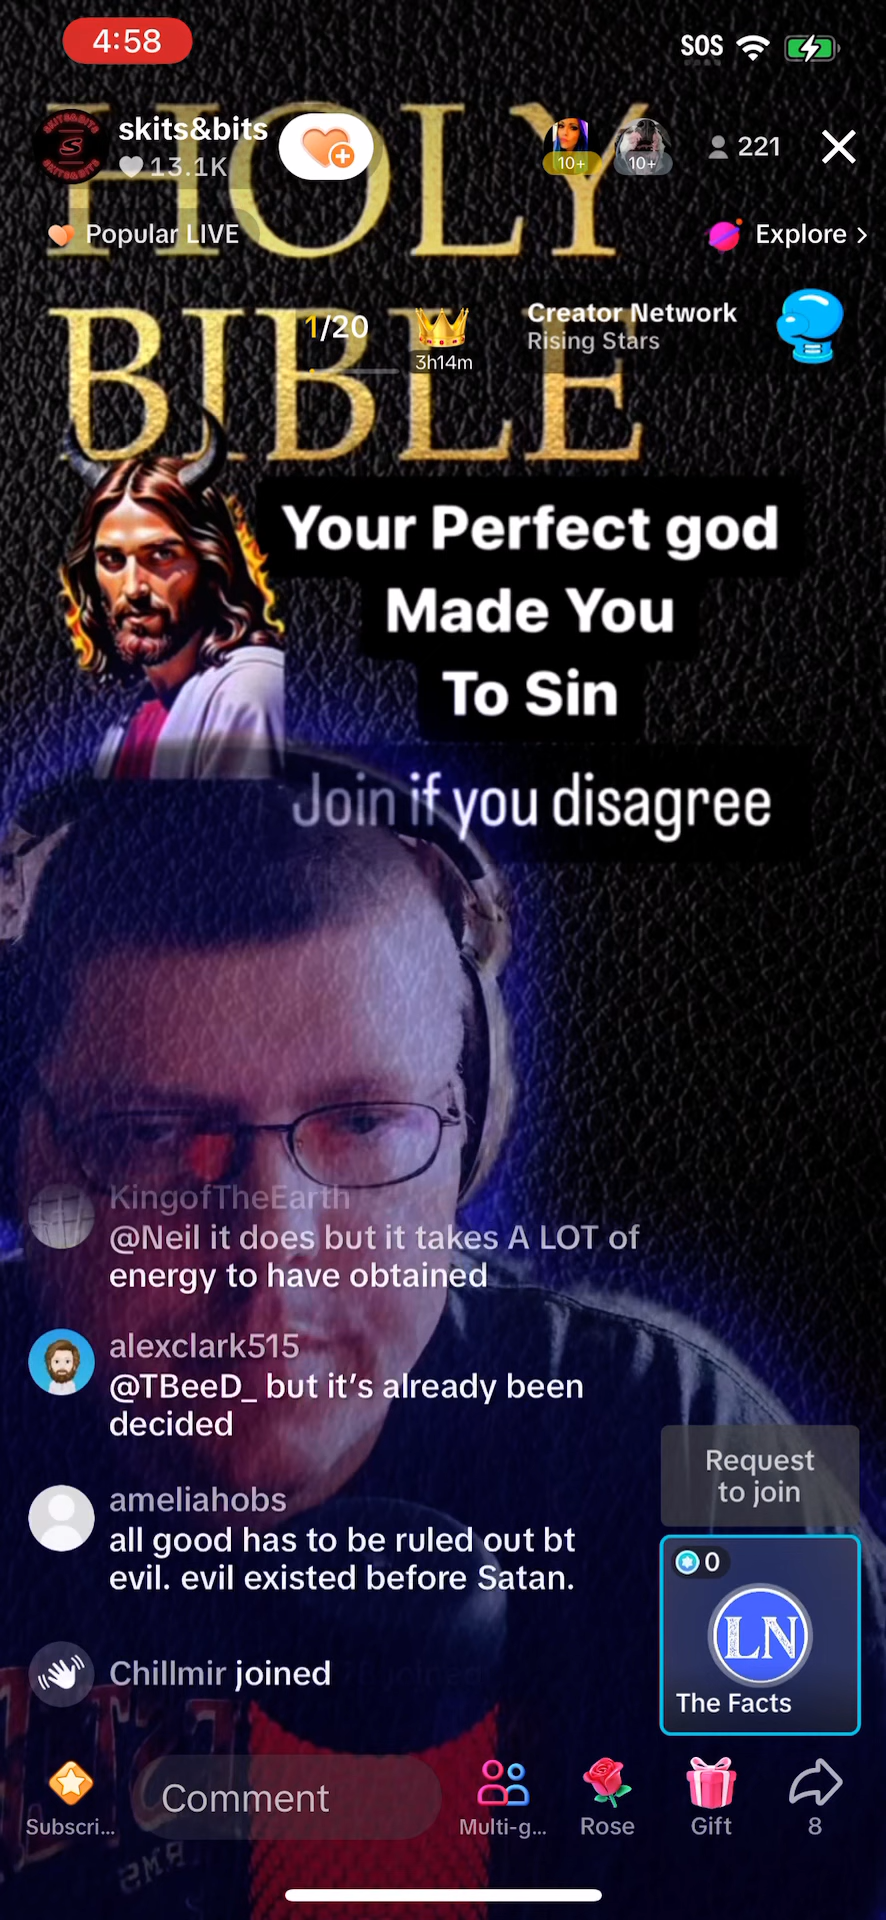 4:58
SOS
HOLY
skits&bits
13.1K
10+
10+
221
Popular LIVE
Explore >
BIBLE
1/20
3h14m
Creator Network
Rising Stars
Your Perfect god
Made You
To Sin
Join if you disagree
KingofTheEarth
@Neil it does but it takes A LOT of
energy to have obtained
alexclark515
@TBeeD_ but it’s already been
decided
ameliahobs
all good has to be ruled out bt
evil. evil existed before Satan.
Chillmir joined
Request
to join
0
LN
The Facts
Subscri...
Comment
Multi-g...
Rose
Gift
8